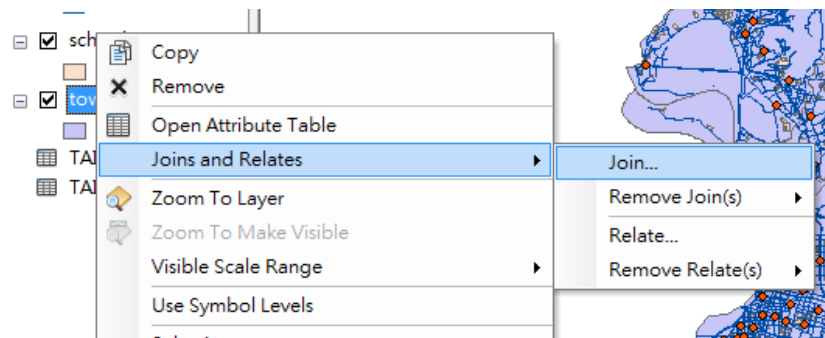 Copy
Remove
Open Attribute Table
Joins and Relates
Join...
Zoom To Layer
Remove Join(s)
Zoom To Make Visible
Relate...
Visible Scale Range
Remove Relate(s)
Use Symbol Levels